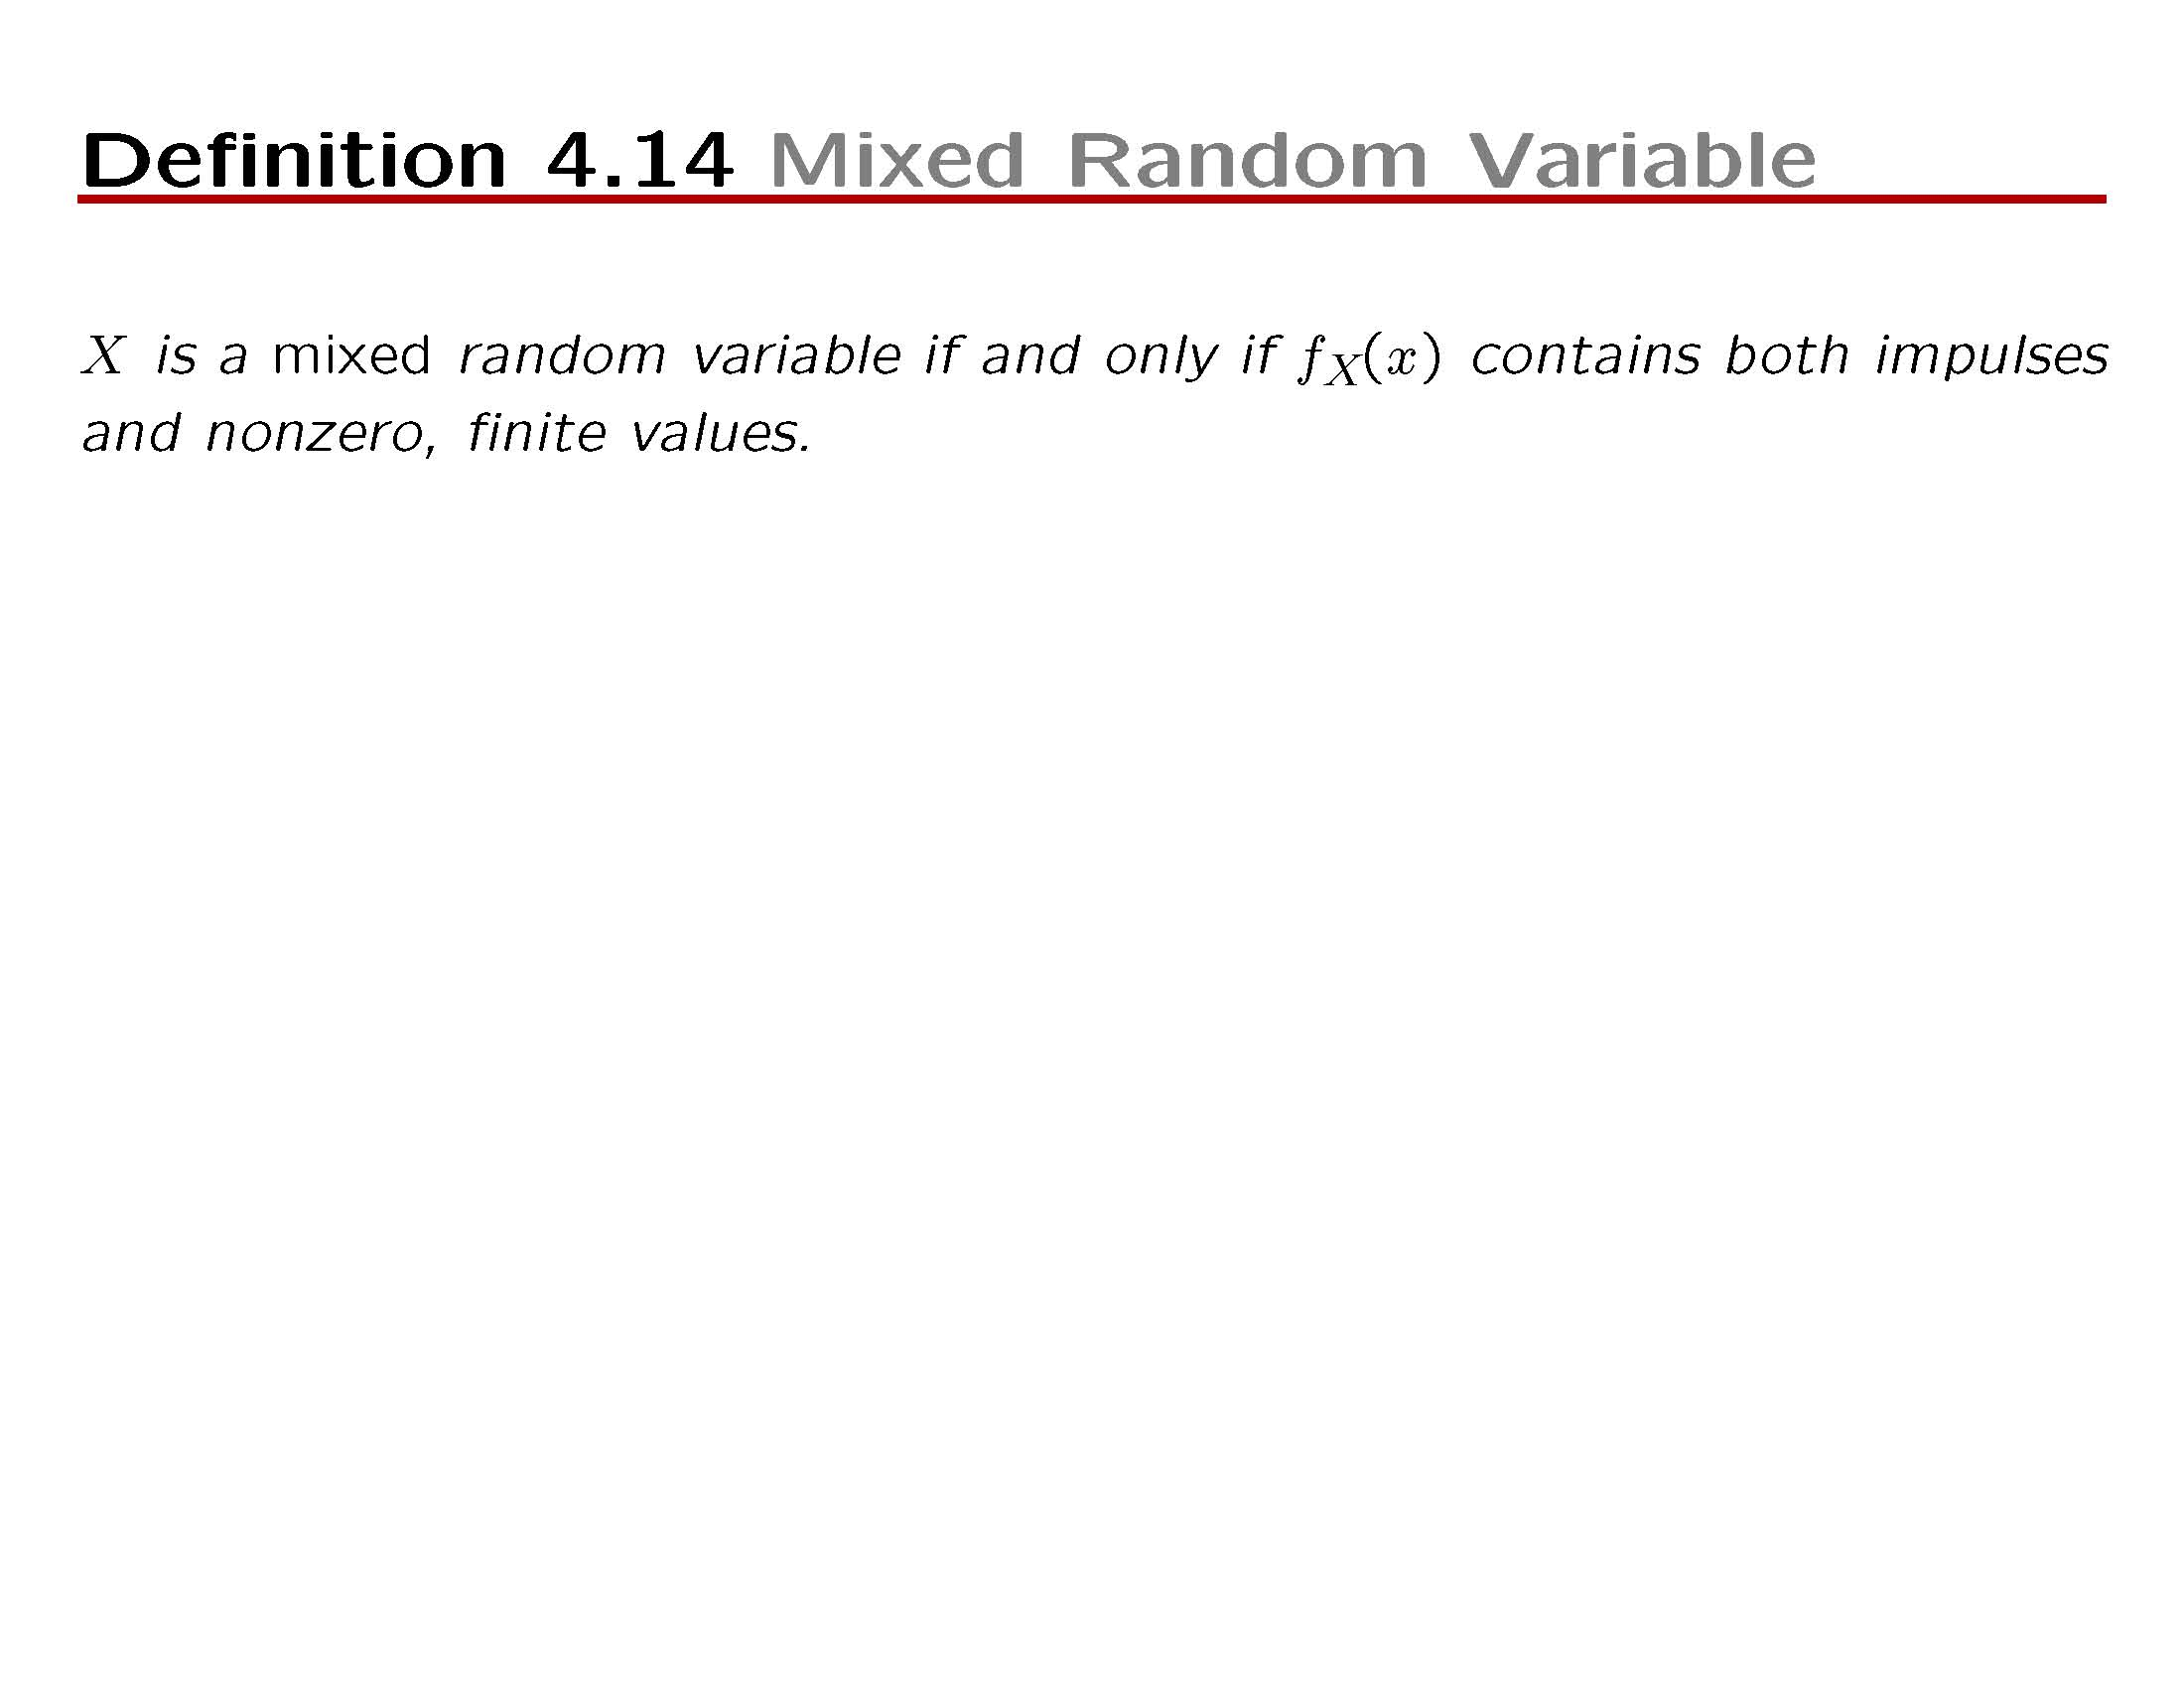 Definition 4.14 Mixed Random Variable
X is a mixed random variable if and only if f_X(x) contains both impulses
and nonzero, finite values.